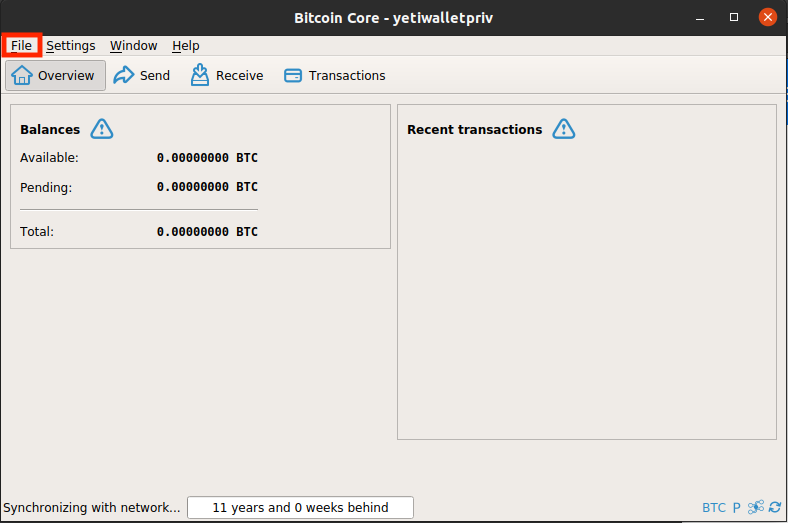 Bitcoin Core - yetiwalletpriv
File Settings Window Help
Overview Send Receive Transactions
Balances
Available: 0.00000000 BTC
Pending: 0.00000000 BTC
Total: 0.00000000 BTC
Recent transactions
Synchronizing with network... 11 years and 0 weeks behind BTC P